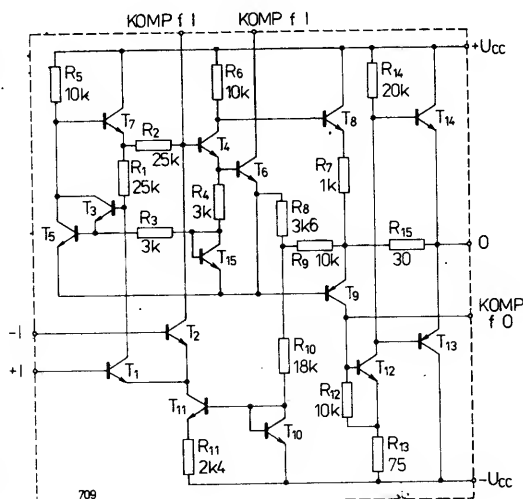 KOMP f I
KOMP f I
+Ucc
R5
10k
R6
10k
R14
20k
T7
R2
25k
T4
T8
T14
R1
25k
T6
R7
1k
T3
R4
3k
R8
3k6
T5
R3
3k
T15
R9
10k
R15
30
O
T9
KOMP
f O
-I
T2
R10
18k
T12
T13
+I
T1
T11
R12
10k
R11
2k4
T10
R13
75
-Ucc
709